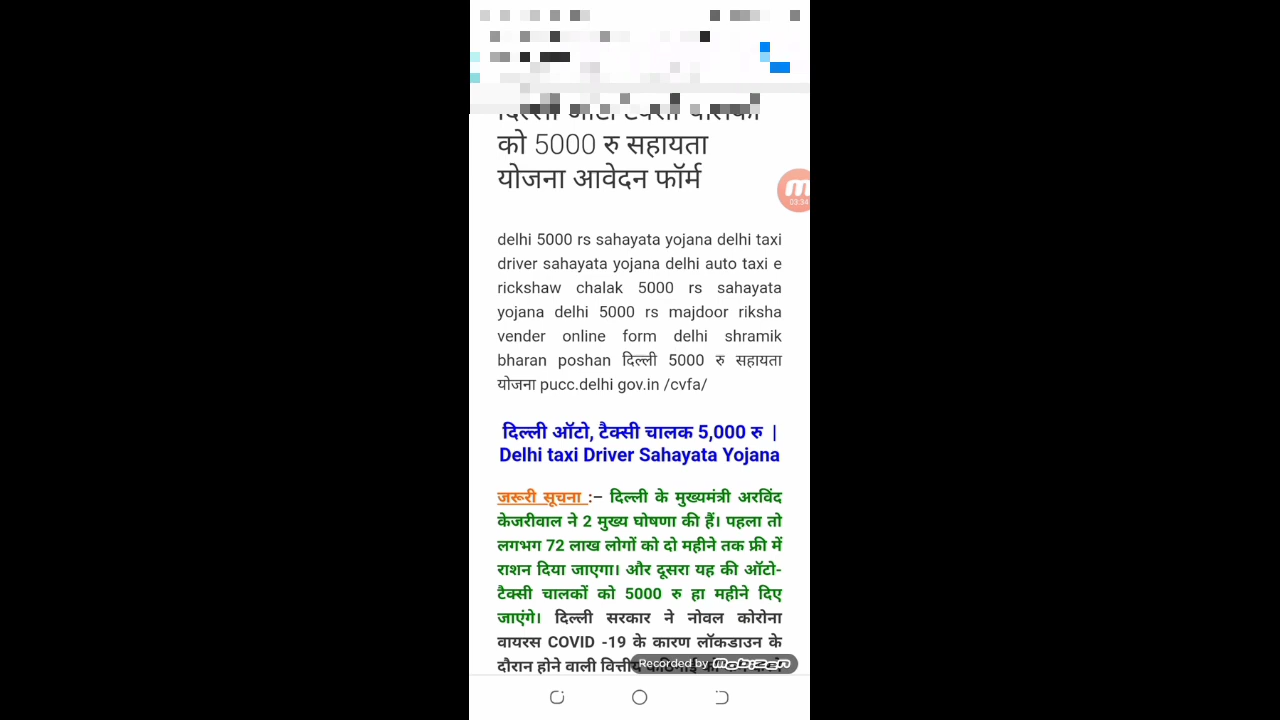 को 5000 रु सहायता
योजना आवेदन फॉर्म
03:34
delhi 5000 rs sahayata yojana delhi taxi
driver sahayata yojana delhi auto taxi e
rickshaw chalak 5000 rs sahayata
yojana delhi 5000 rs majdoor riksha
vender online form delhi shramik
bharan poshan दिल्ली 5000 रु सहायता
योजना pucc.delhi gov.in /cvfa/
दिल्ली ऑटो, टैक्सी चालक 5,000 रु |
Delhi taxi Driver Sahayata Yojana
जरूरी सूचना :– दिल्ली के मुख्यमंत्री अरविंद
केजरीवाल ने 2 मुख्य घोषणा की हैं। पहला तो
लगभग 72 लाख लोगों को दो महीने तक फ्री में
राशन दिया जाएगा। और दूसरा यह की ऑटो-
टैक्सी चालकों को 5000 रु हा महीने दिए
जाएंगे। दिल्ली सरकार ने नोवल कोरोना
वायरस COVID -19 के कारण लॉकडाउन के
दौरान होने वाली वित्तीय
Recorded by mobizen